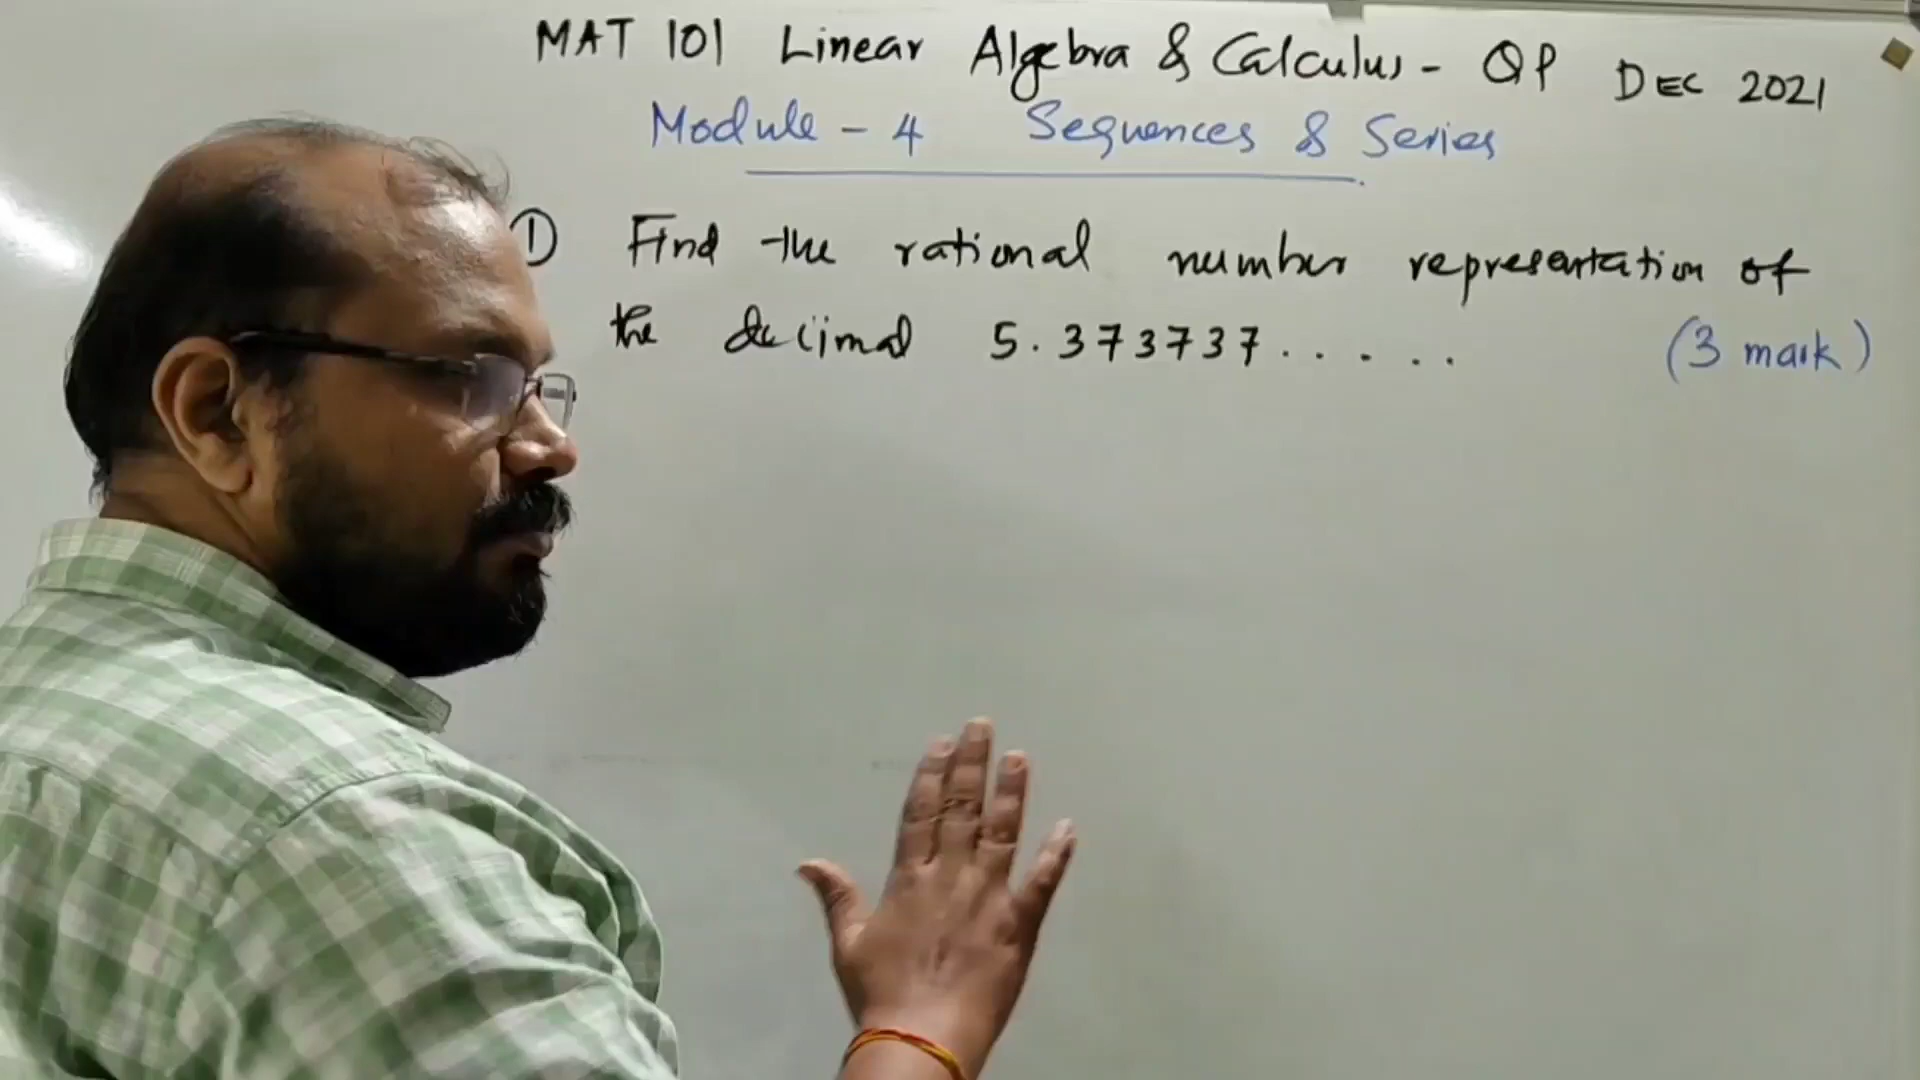 MAT 101 Linear Algebra & Calculus - QP DEC 2021
Module - 4 Sequences & Series
① Find the rational number representation of
the decimal 5.373737...... (3 mark)